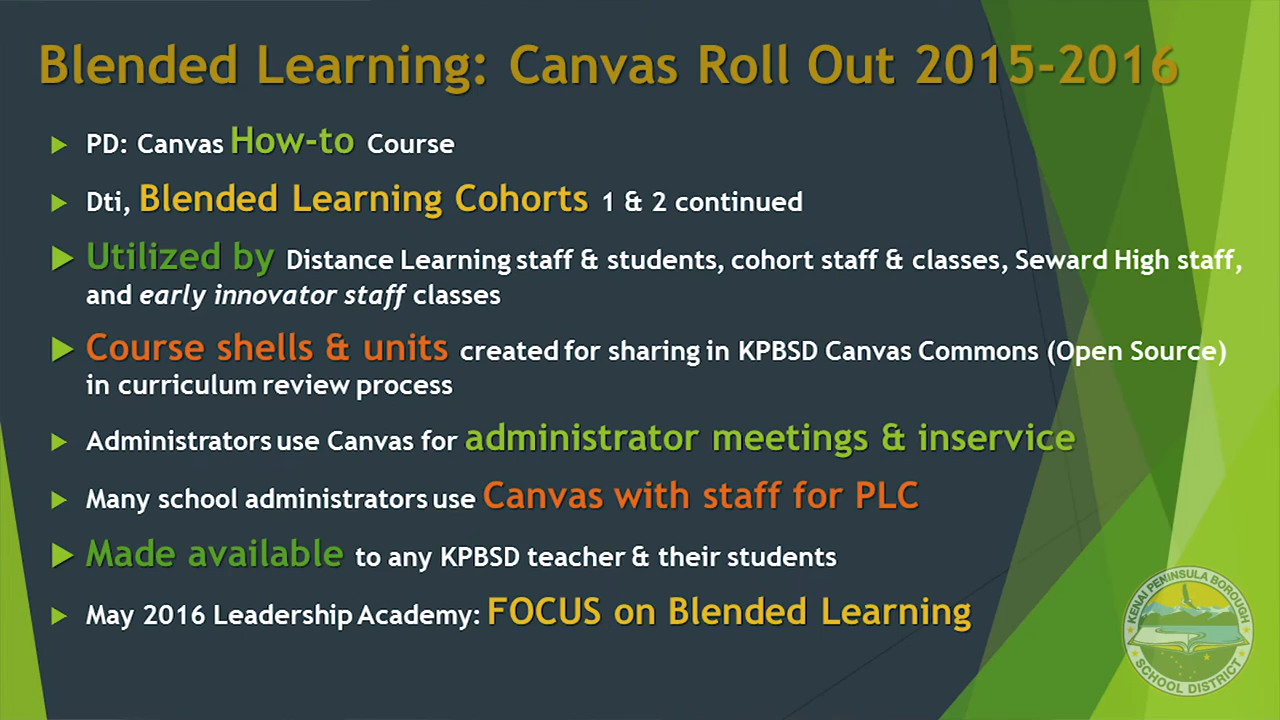 Blended Learning: Canvas Roll Out 2015-2016
PD: Canvas How-to Course
Dti, Blended Learning Cohorts 1 & 2 continued
Utilized by Distance Learning staff & students, cohort staff & classes, Seward High staff,
and early innovator staff classes
Course shells & units created for sharing in KPBSD Canvas Commons (Open Source)
in curriculum review process
Administrators use Canvas for administrator meetings & inservice
Many school administrators use Canvas with staff for PLC
Made available to any KPBSD teacher & their students
May 2016 Leadership Academy: FOCUS on Blended Learning
KENAI PENINSULA BOROUGH
SCHOOL DISTRICT